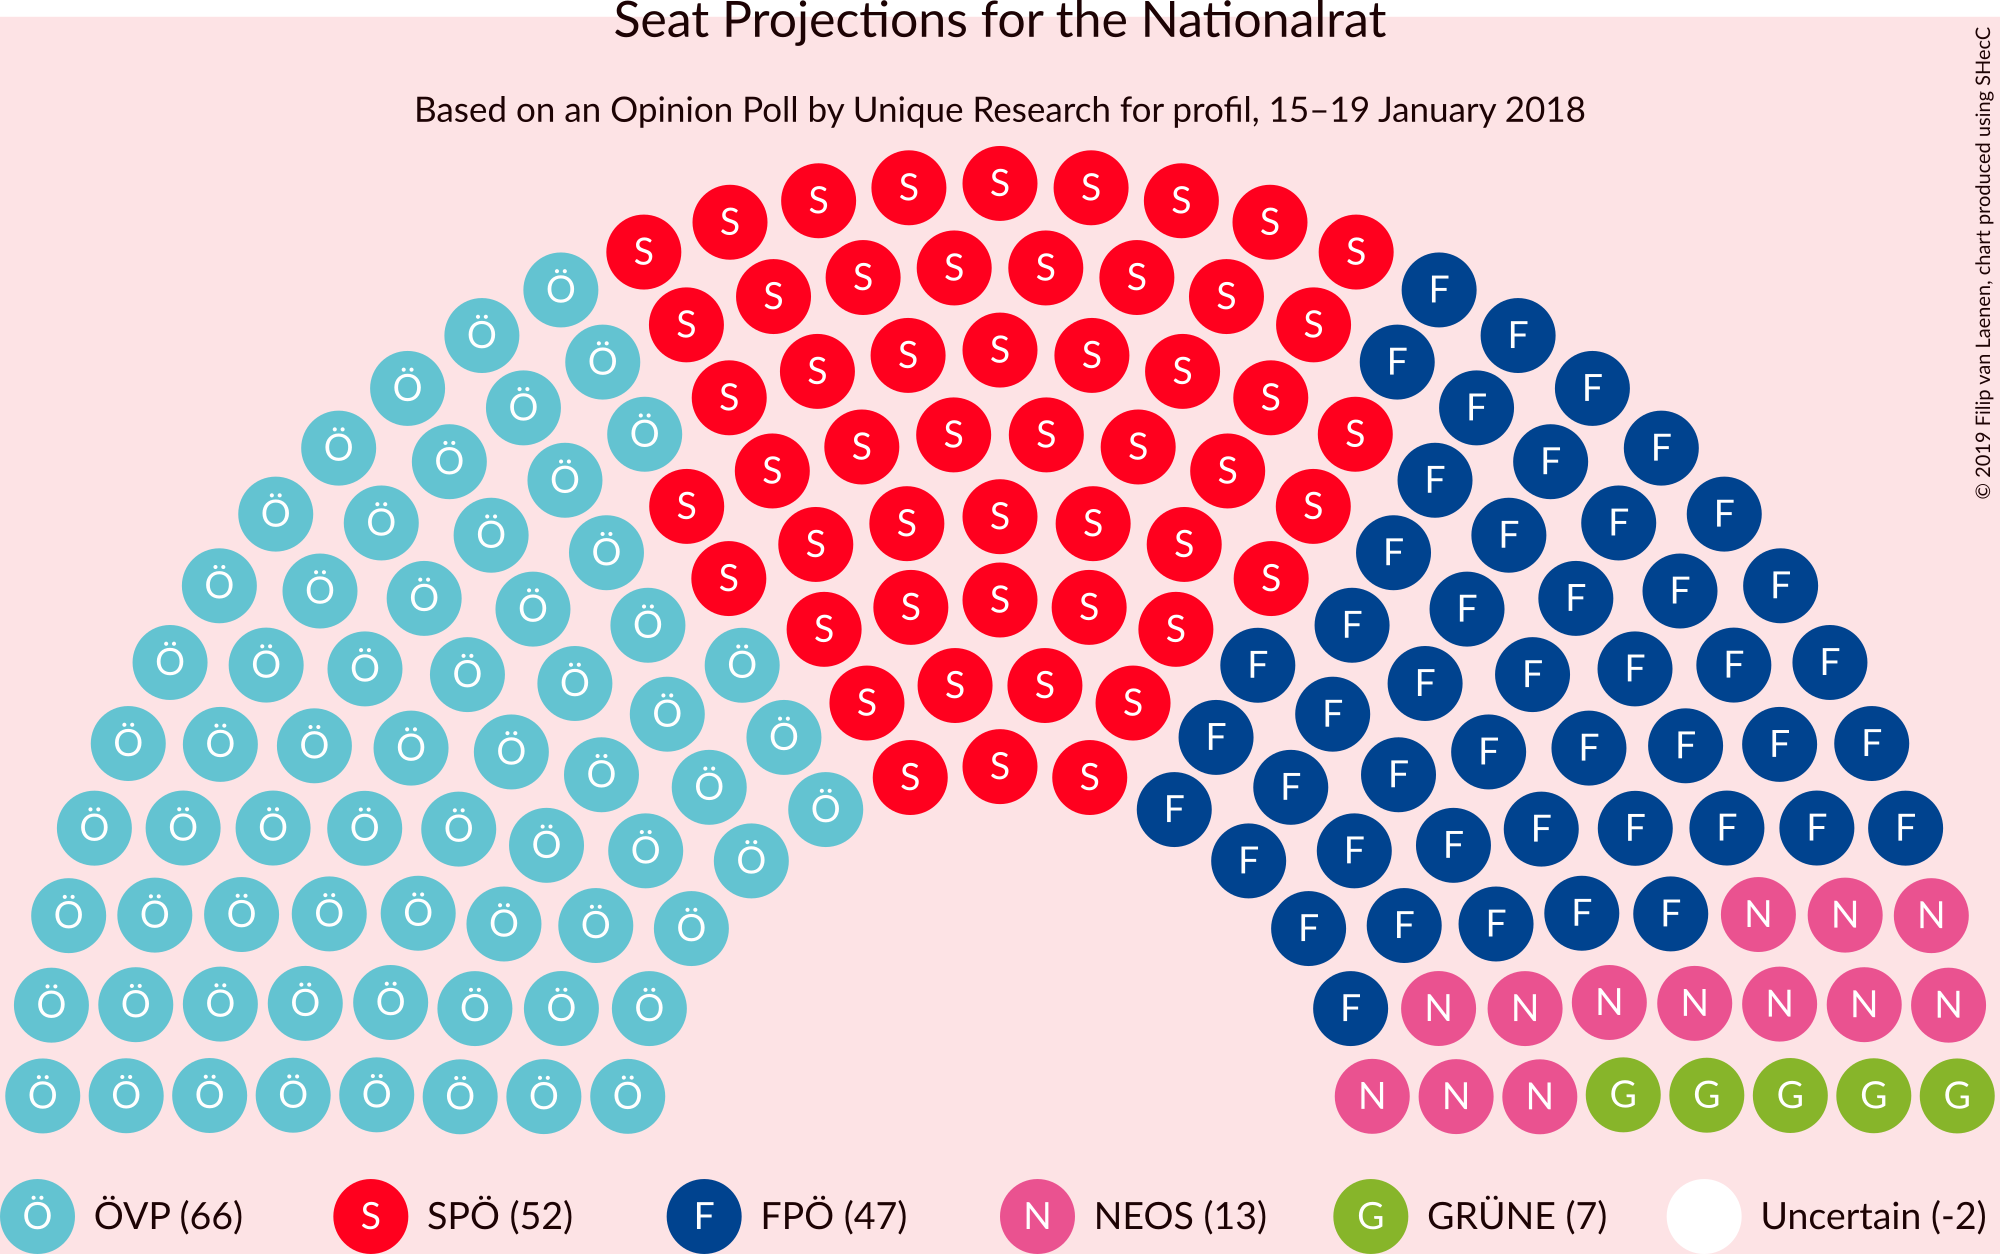 Seat Projections for the Nationalrat
Based on an Opinion Poll by Unique Research for profil, 15–19 January 2018
© 2019 Filip van Laenen, chart produced using SHecC
S S S S S S S S S
Ö S S S S S S S S F
Ö Ö S S S S S S S F F
Ö Ö Ö S S S S S S S F F F
Ö Ö Ö S S S S S S S F F F
Ö Ö Ö Ö S S S S S F F F F
Ö Ö Ö Ö S S S S S F F F F
Ö Ö Ö Ö Ö Ö S S S S F F F F F F
Ö Ö Ö Ö Ö Ö Ö Ö S S S F F F F F F F F
Ö Ö Ö Ö Ö Ö Ö Ö Ö F F F F F F F F F
Ö Ö Ö Ö Ö Ö Ö Ö F F F F F N N N
Ö Ö Ö Ö Ö Ö Ö Ö F N N N N N N N
Ö Ö Ö Ö Ö Ö Ö Ö N N N G G G G G
Ö ÖVP (66) S SPÖ (52) F FPÖ (47) N NEOS (13) G GRÜNE (7) Uncertain (-2)